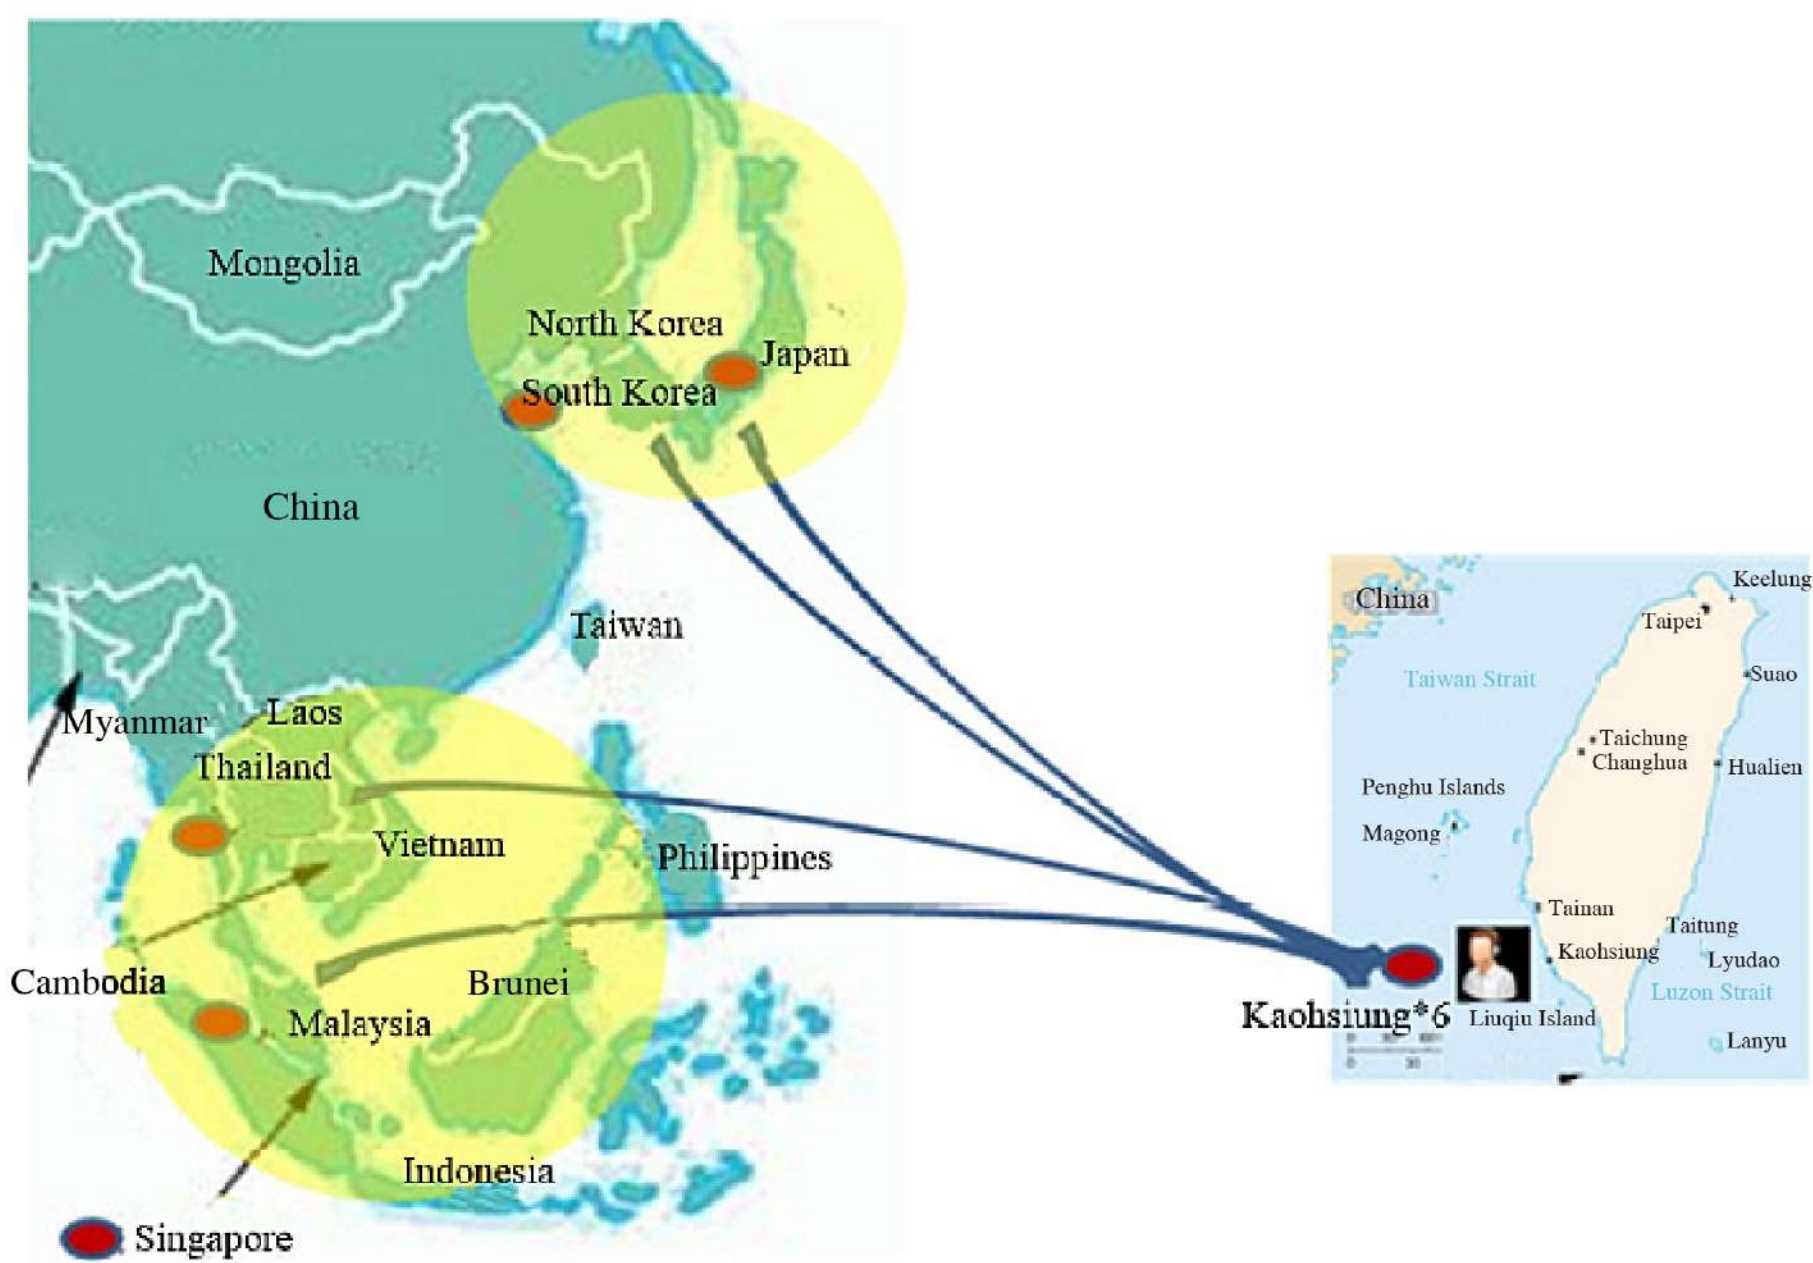 Mongolia
North Korea
Japan
South Korea
China
Taiwan
Myanmar
Laos
Thailand
Vietnam
Philippines
Cambodia
Brunei
Malaysia
Indonesia
Singapore
Keelung
China
Taipei
Taiwan Strait
Suao
Taichung
Changhua
Hualien
Penghu Islands
Magong
Tainan
Taitung
Kaohsiung
Lyudao
Luzon Strait
Kaohsiung*6
Liuqiu Island
Lanyu